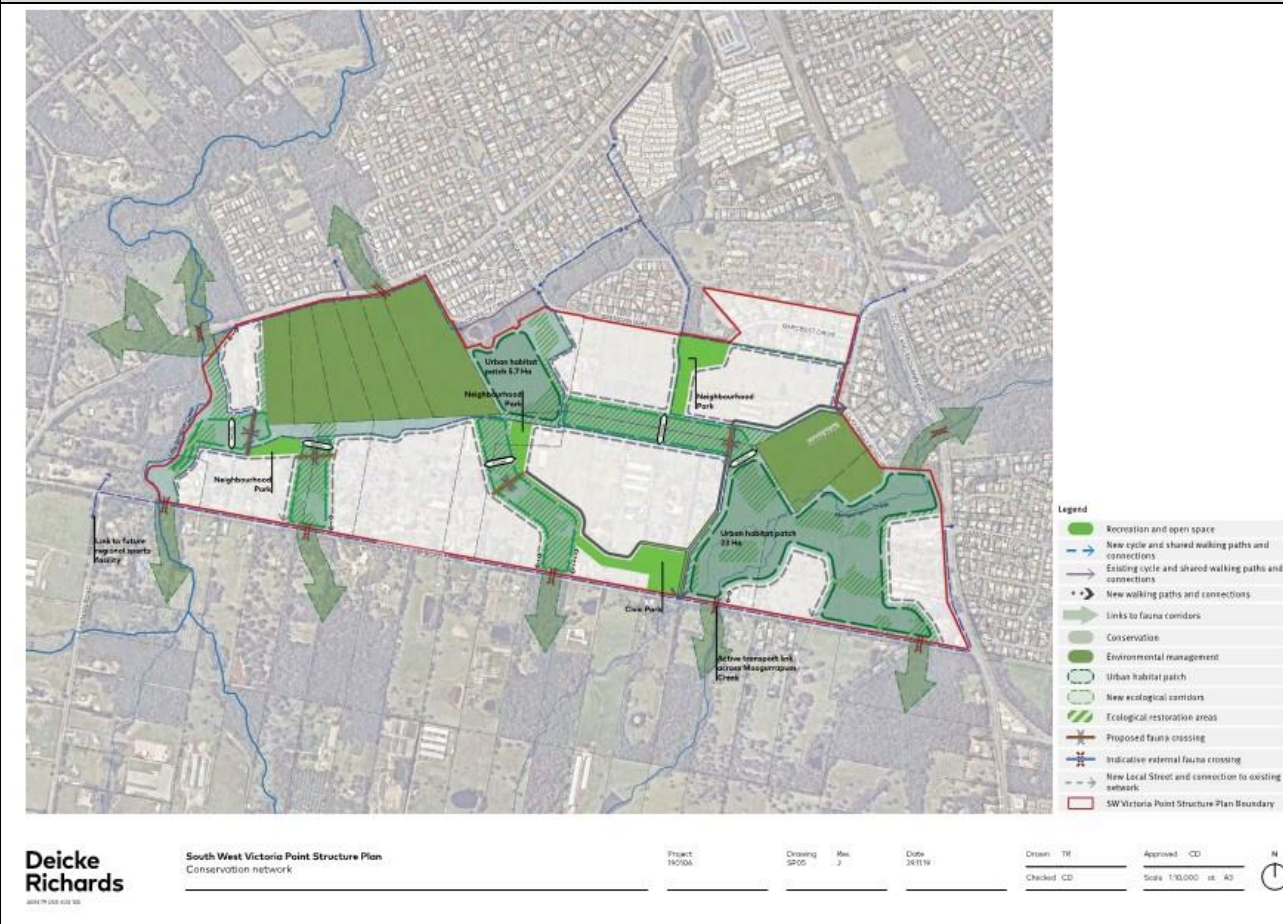 Urban habitat
patch 5.7 Ha
Neighbourhood
Park
Neighbourhood
Park
Neighbourhood
Park
Link to future
regional sports
facility
Urban habitat patch
Civic Park
Active transport link
across Moogurrapum
Creek
Legend
Recreation and open space
New cycle and shared walking paths and
connections
Existing cycle and shared walking paths and
connections
New walking paths and connections
Links to fauna corridors
Conservation
Environmental management
Urban habitat patch
New ecological corridors
Ecological restoration areas
Proposed fauna crossing
Indicative external fauna crossing
New Local Street and connection to existing
network
SW Victoria Point Structure Plan Boundary
Deicke
Richards
South West Victoria Point Structure Plan
Conservation network
Project
190106
Drawing
SP05
Rev.
J
Date
29.11.19
Drawn TR
Checked CD
Approved CD
Scale 1:10,000 at A3
N